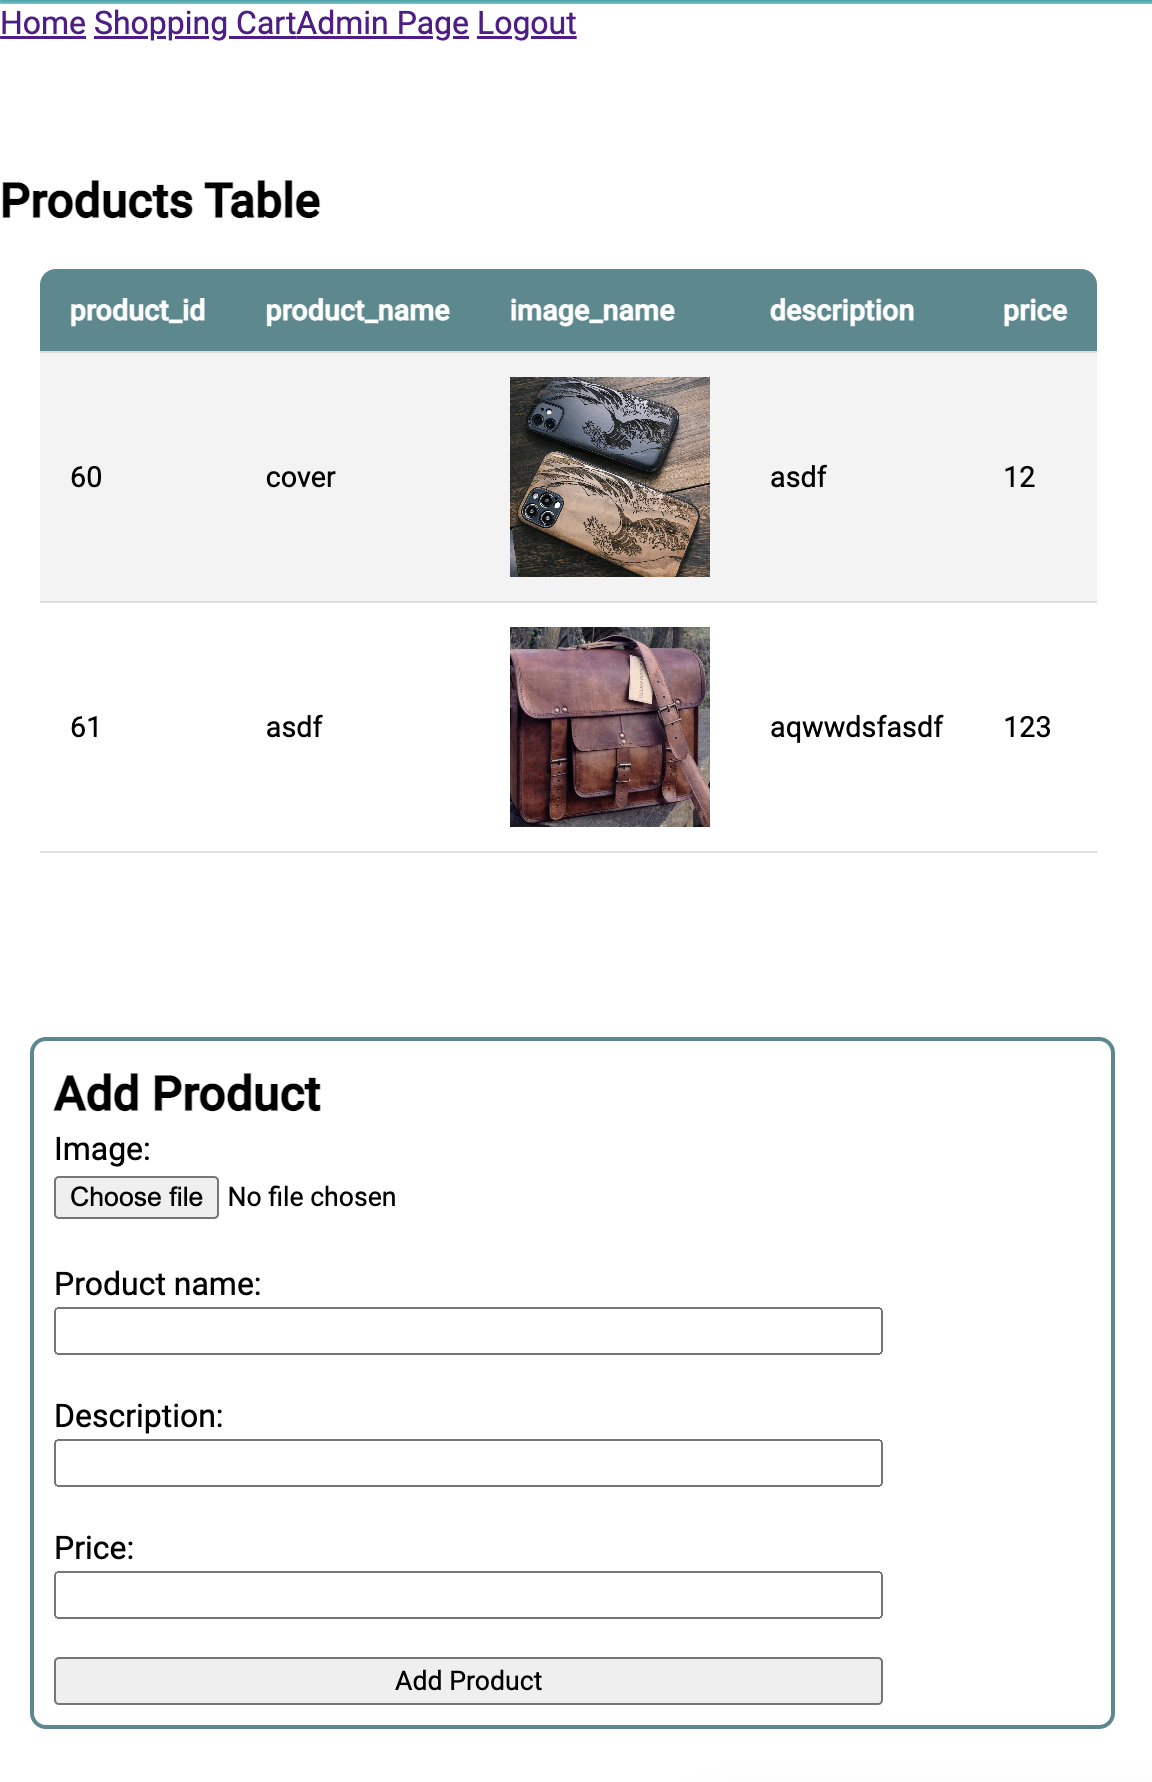 Home Shopping CartAdmin Page Logout
Products Table
product_id product_name image_name description price
60 cover asdf 12
61 asdf aqwwdsfasdf 123
Add Product
Image:
Choose file No file chosen
Product name:
Description:
Price:
Add Product